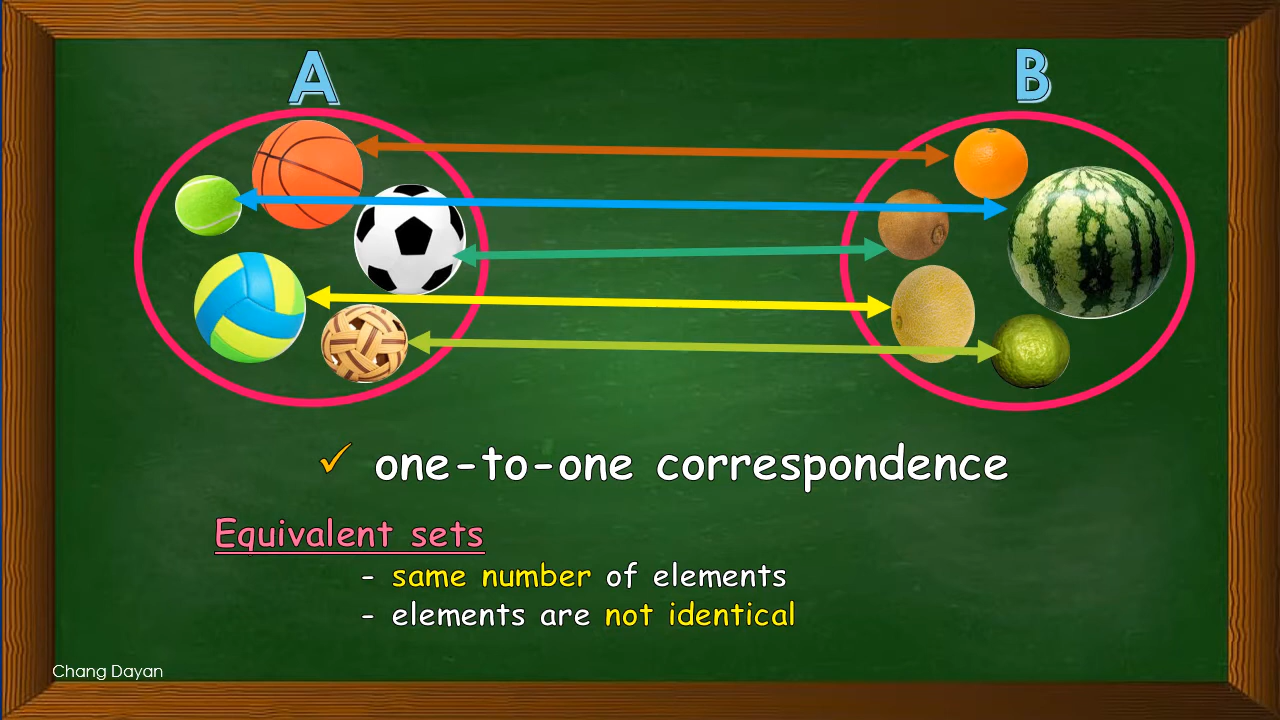 A
B
✓ one-to-one correspondence
Equivalent sets
- same number of elements
- elements are not identical
Chang Dayan